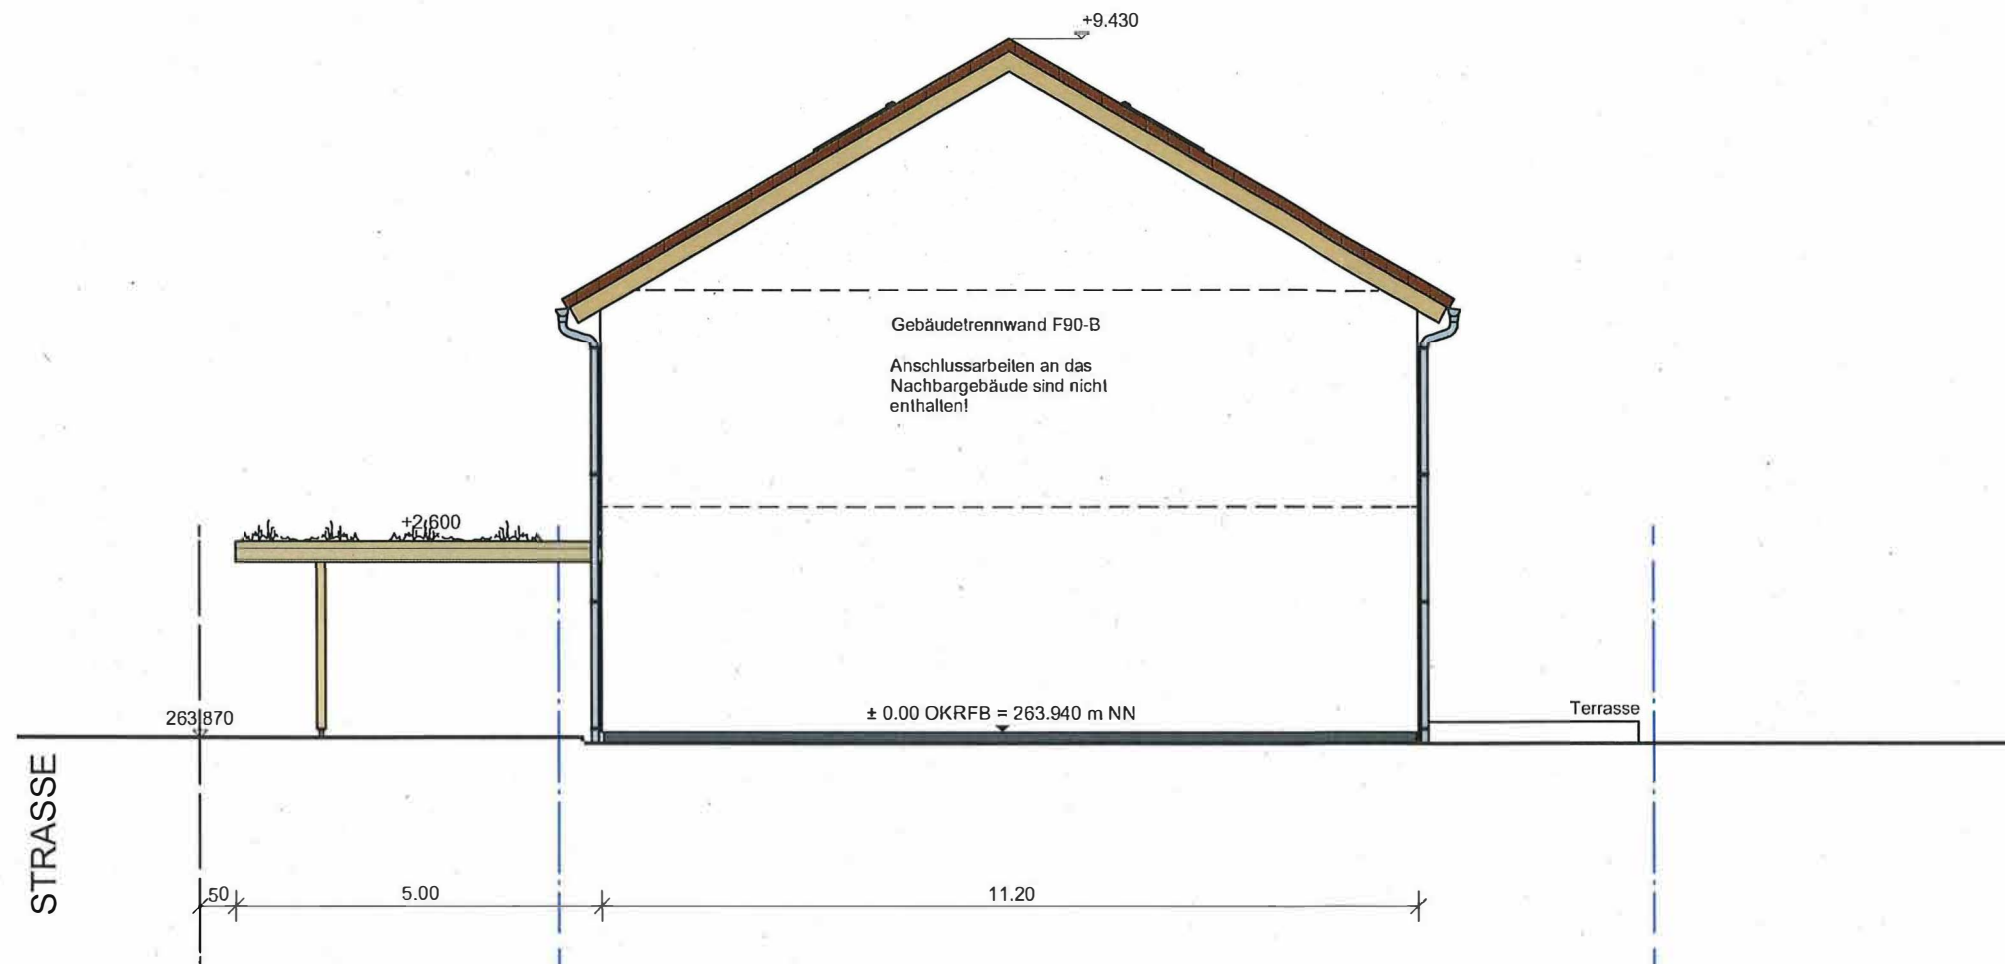 +9.430
Gebäudetrennwand F90-B
Anschlussarbeiten an das
Nachbargebäude sind nicht
enthalten!
+2.600
263.870
± 0.00 OKRFB = 263.940 m NN
Terrasse
STRASSE
50
5.00
11.20